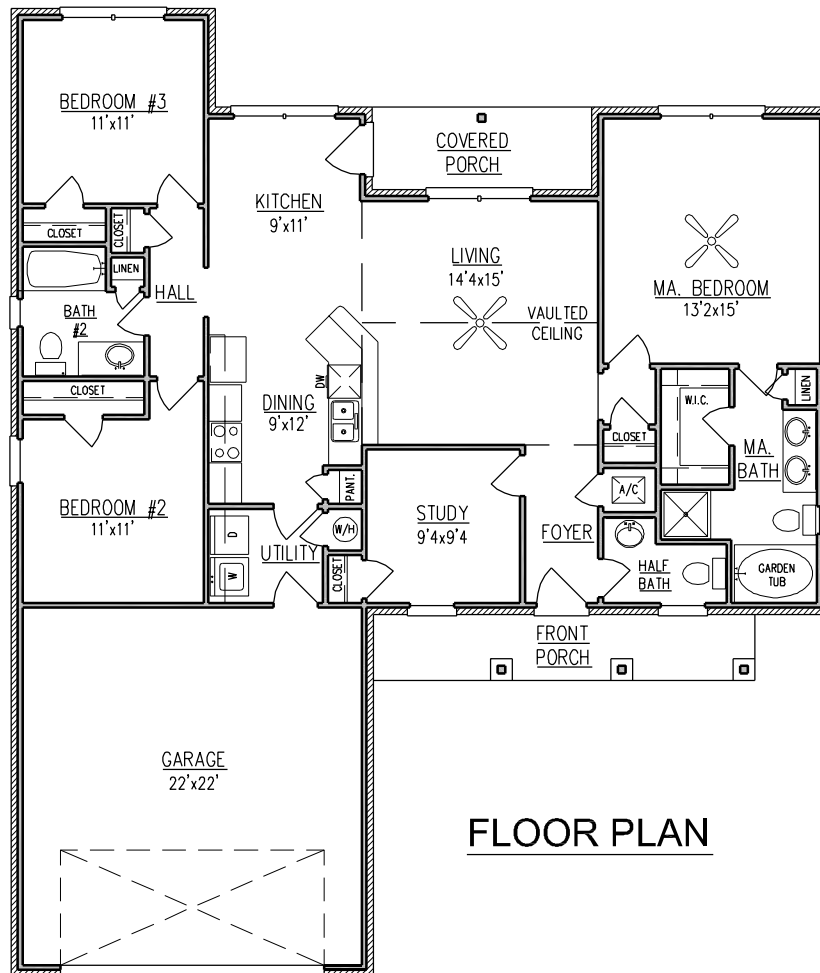 BEDROOM #3
11'x11'
COVERED
PORCH
KITCHEN
9'x11'
CLOSET
CLOSET
LINEN
HALL
BATH
#2
LIVING
14'4x15'
VAULTED
CEILING
MA. BEDROOM
13'2x15'
CLOSET
DW
DINING
9'x12'
W.I.C.
LINEN
CLOSET
MA.
BATH
BEDROOM #2
11'x11'
PANT.
A/C
STUDY
9'4x9'4
D
W
UTILITY
W/H
FOYER
CLOSET
HALF
BATH
GARDEN
TUB
FRONT
PORCH
GARAGE
22'x22'
FLOOR PLAN